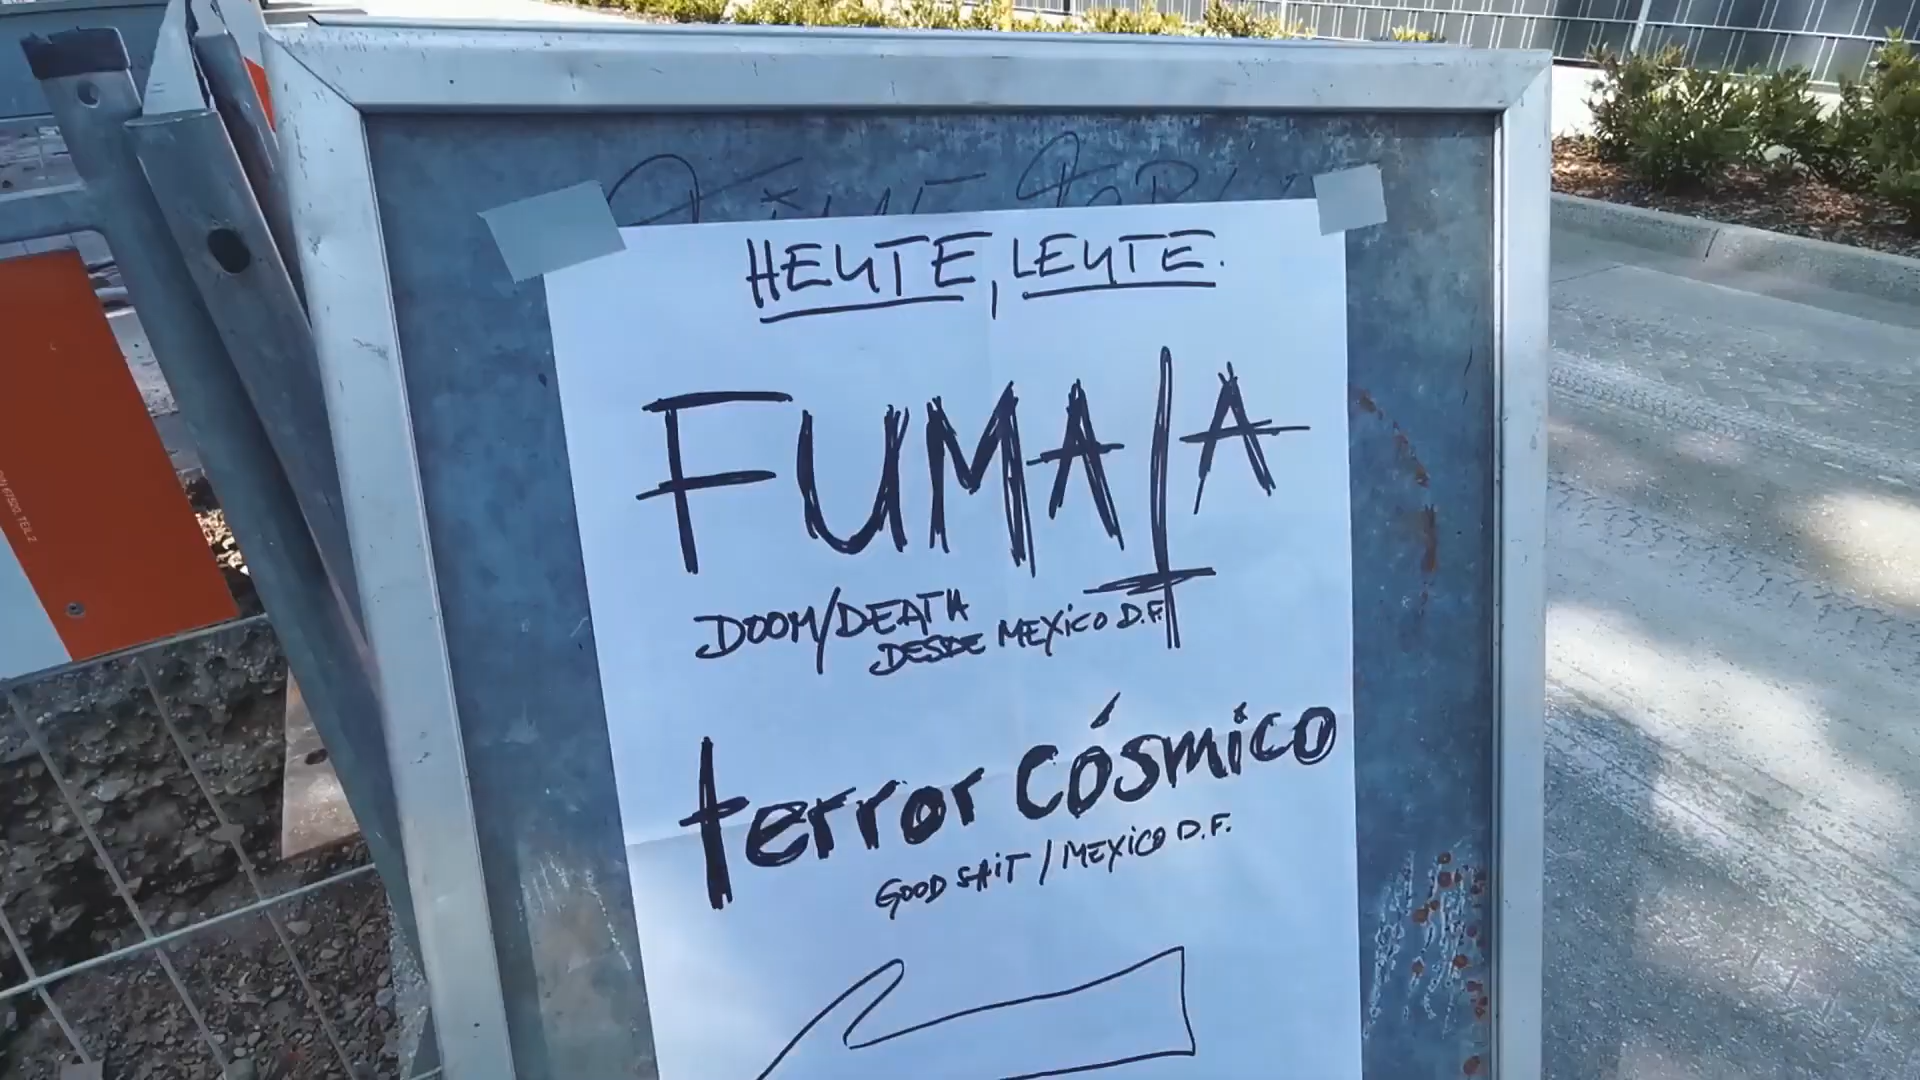 HEUTE, LEUTE.
FUMATA
DOOM/DEATH
DESDE MEXICO D.F.
terror cósmico
GOOD SHIT / MEXICO D.F.